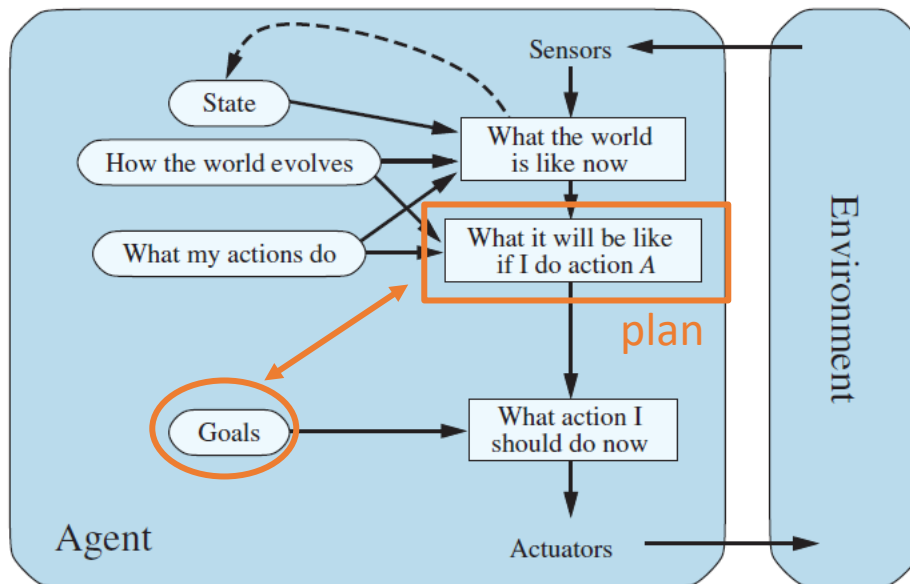 Sensors
State
What the world
is like now
How the world evolves
What it will be like
if I do action A
What my actions do
plan
Environment
Goals
What action I
should do now
Agent
Actuators